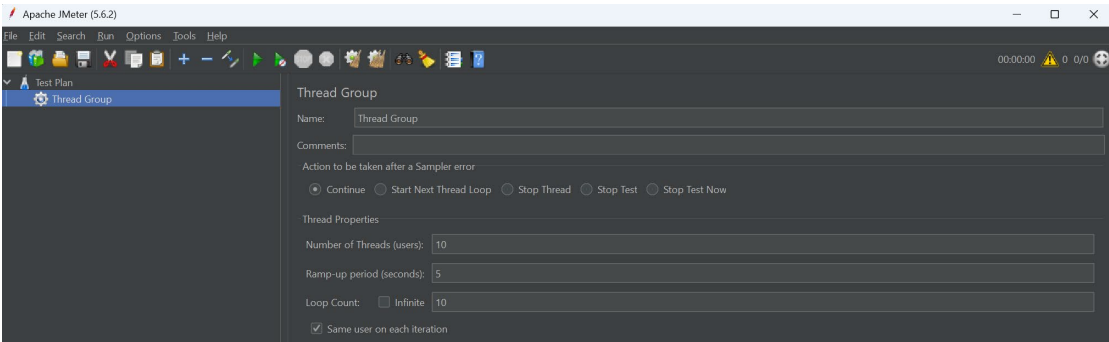 Apache JMeter (5.6.2)
File Edit Search Run Options Tools Help
00:00:00 0 0/0
Test Plan
Thread Group
Thread Group
Name: Thread Group
Comments:
Action to be taken after a Sampler error
Continue Start Next Thread Loop Stop Thread Stop Test Stop Test Now
Thread Properties
Number of Threads (users): 10
Ramp-up period (seconds): 5
Loop Count: Infinite 10
Same user on each iteration